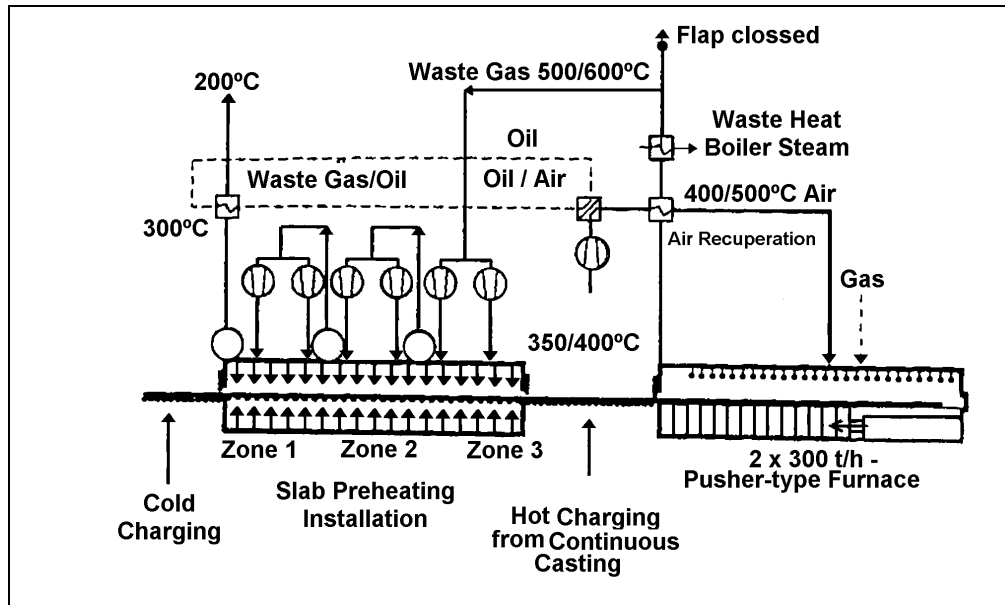 Flap clossed
Waste Gas 500/600ºC
200ºC
Waste Heat
Boiler Steam
Oil
Waste Gas/Oil
Oil / Air
400/500ºC Air
300ºC
Air Recuperation
Gas
350/400ºC
Zone 1
Zone 2
Zone 3
2 x 300 t/h -
Pusher-type Furnace
Cold
Charging
Slab Preheating
Installation
Hot Charging
from Continuous
Casting